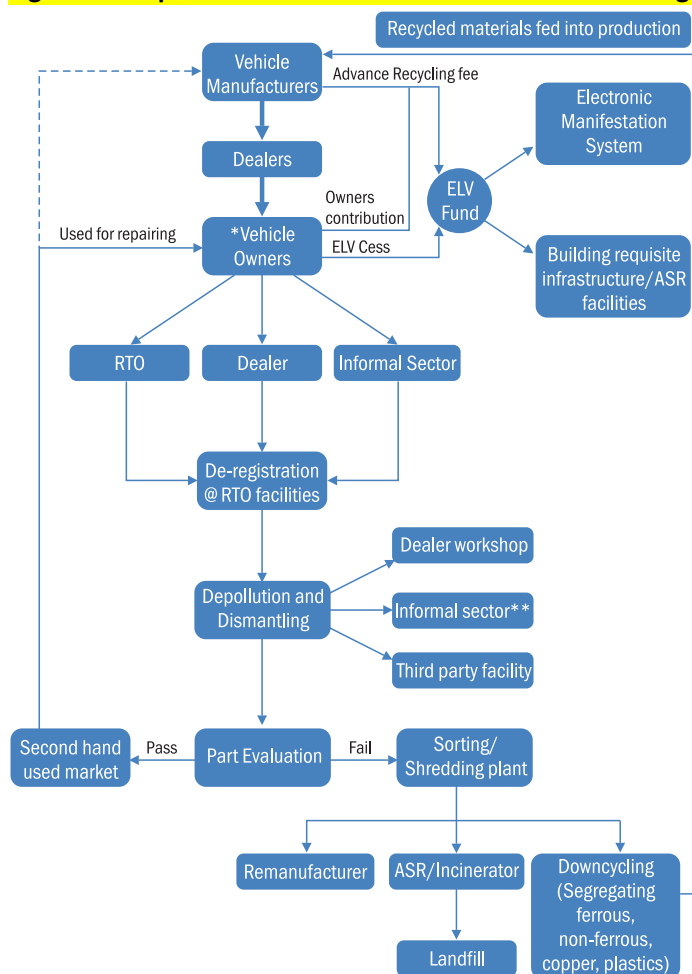 Recycled materials fed into production
Vehicle
Manufacturers
Advance Recycling fee
Electronic
Manifestation
System
Dealers
ELV
Fund
Owners
contribution
Used for repairing
*Vehicle
Owners
ELV Cess
Building requisite
infrastructure/ASR
facilities
RTO
Dealer
Informal Sector
De-registration
@ RTO facilities
Dealer workshop
Depollution and
Dismantling
Informal sector**
Third party facility
Second hand
used market
Pass
Part Evaluation
Fail
Sorting/
Shredding plant
Remanufacturer
ASR/Incinerator
Downcycling
(Segregating
ferrous,
non-ferrous,
copper, plastics)
Landfill